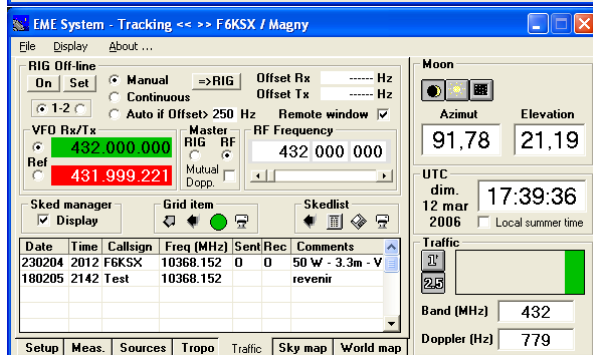 EME System - Tracking << >> F6KSX / Magny
File Display About ...
RIG Off-line
On Set Manual =>RIG Offset Rx ----- Hz
Continuous Offset Tx ----- Hz
1-2 Auto if Offset> 250 Hz Remote window
VFO Rx/Tx Master RF Frequency
RIG RF
432.000.000 432 000 000
Ref
431.999.221 Mutual
Dopp.
Sked manager Grid item Skedlist
Display
Date Time Callsign Freq (MHz) Sent Rec Comments
230204 2012 F6KSX 10368.152 O O 50 W - 3.3m - V
180205 2142 Test 10368.152 revenir
Setup Meas. Sources Tropo Traffic Sky map World map
Moon
Azimut Elevation
91,78 21,19
UTC
dim.
12 mar 17:39:36
2006 Local summer time
Traffic
1'
2.5
Band (MHz) 432
Doppler (Hz) 779